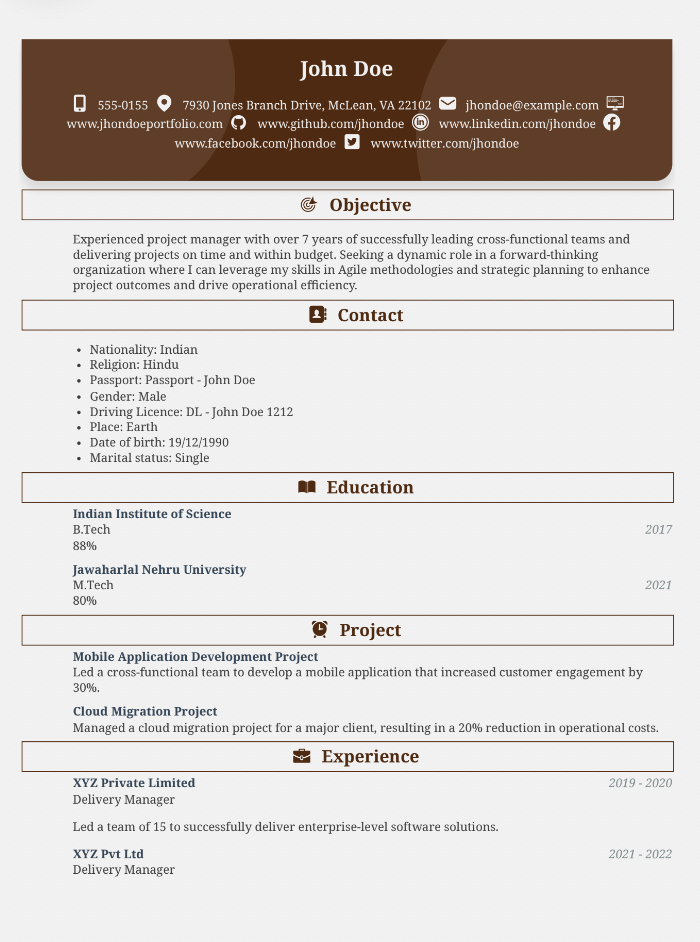 John Doe
555-0155 7930 Jones Branch Drive, McLean, VA 22102 jhondoe@example.com
www.jhondoeportfolio.com www.github.com/jhondoe www.linkedin.com/jhondoe
www.facebook.com/jhondoe www.twitter.com/jhondoe
Objective
Experienced project manager with over 7 years of successfully leading cross-functional teams and
delivering projects on time and within budget. Seeking a dynamic role in a forward-thinking
organization where I can leverage my skills in Agile methodologies and strategic planning to enhance
project outcomes and drive operational efficiency.
Contact
• Nationality: Indian
• Religion: Hindu
• Passport: Passport - John Doe
• Gender: Male
• Driving Licence: DL - John Doe 1212
• Place: Earth
• Date of birth: 19/12/1990
• Marital status: Single
Education
Indian Institute of Science
B.Tech 2017
88%
Jawaharlal Nehru University
M.Tech 2021
80%
Project
Mobile Application Development Project
Led a cross-functional team to develop a mobile application that increased customer engagement by
30%.
Cloud Migration Project
Managed a cloud migration project for a major client, resulting in a 20% reduction in operational costs.
Experience
XYZ Private Limited 2019 - 2020
Delivery Manager
Led a team of 15 to successfully deliver enterprise-level software solutions.
XYZ Pvt Ltd 2021 - 2022
Delivery Manager